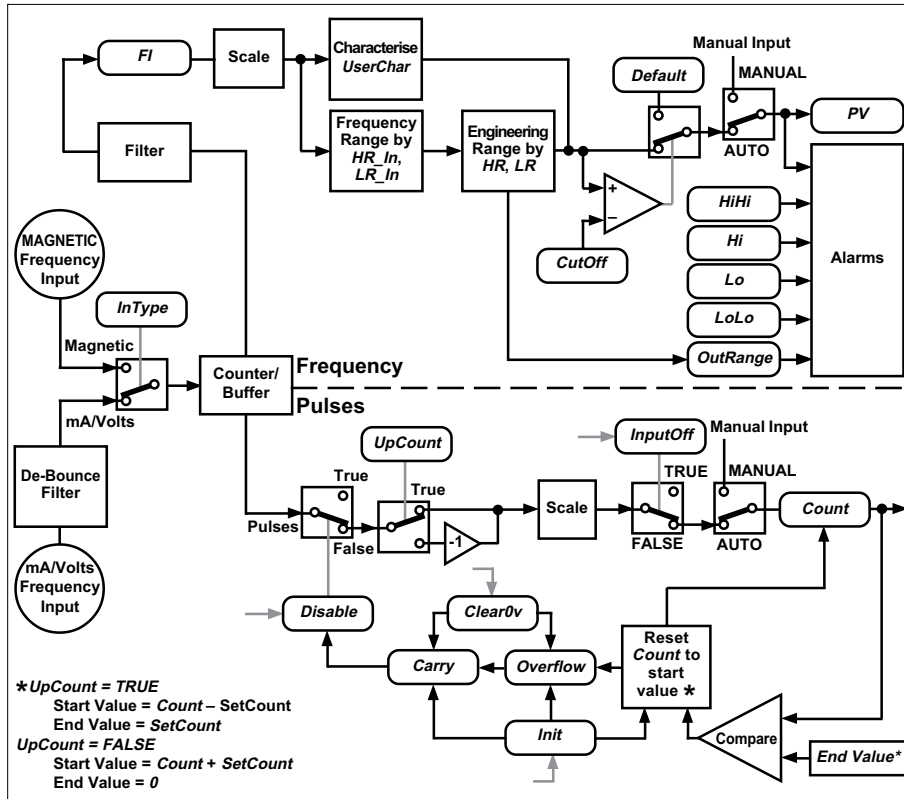 FI
Scale
Characterise
UserChar
Manual Input
MANUAL
Default
PV
AUTO
Filter
Frequency
Range by
HR_In,
LR_In
Engineering
Range by
HR, LR
+
–
CutOff
HiHi
Hi
Lo
LoLo
OutRange
Alarms
MAGNETIC
Frequency
Input
InType
Magnetic
mA/Volts
Counter/
Buffer
Frequency
Pulses
De-Bounce
Filter
mA/Volts
Frequency
Input
UpCount
True
True
Pulses
False
-1
Scale
InputOff
TRUE
FALSE
Manual Input
MANUAL
AUTO
Count
Disable
Clear0v
Carry
Overflow
Init
Reset
Count to
start
value *
Compare
End Value*
*UpCount = TRUE
Start Value = Count – SetCount
End Value = SetCount
UpCount = FALSE
Start Value = Count + SetCount
End Value = 0